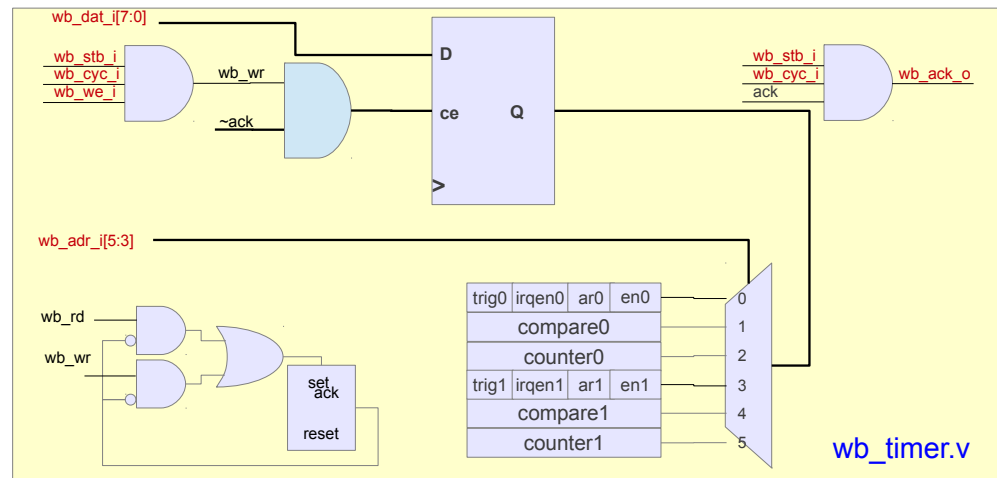 wb_dat_i[7:0]
wb_stb_i
wb_cyc_i
wb_we_i
wb_wr
~ack
D
ce
Q
>
wb_stb_i
wb_cyc_i
ack
wb_ack_o
wb_adr_i[5:3]
wb_rd
wb_wr
set
ack
reset
trig0 irqen0 ar0 en0 0
compare0 1
counter0 2
trig1 irqen1 ar1 en1 3
compare1 4
counter1 5
wb_timer.v